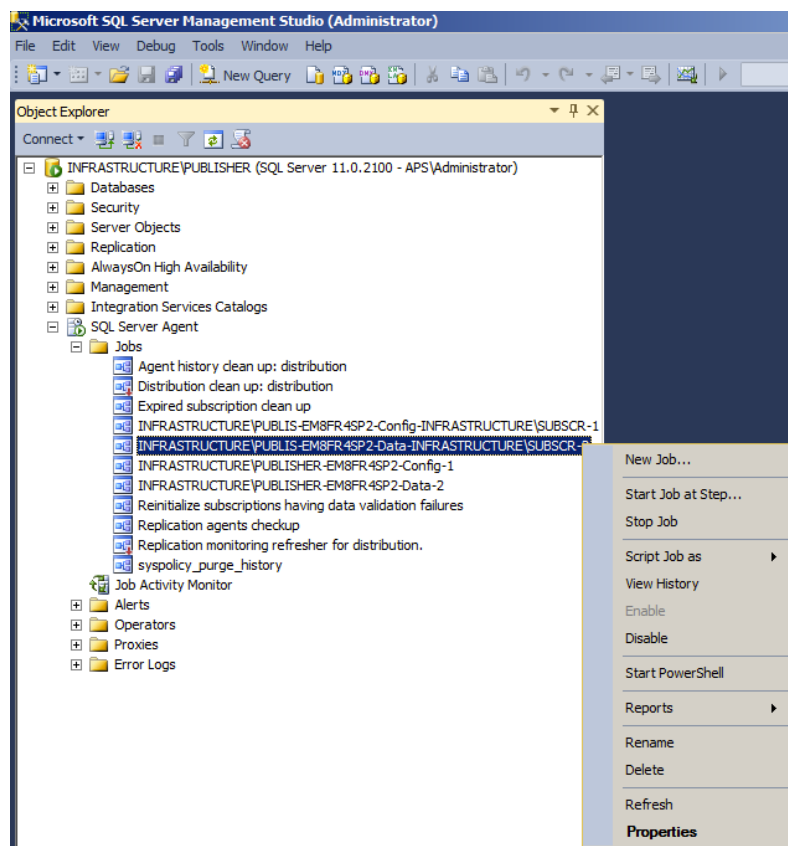 Microsoft SQL Server Management Studio (Administrator)
File Edit View Debug Tools Window Help
New Query
Object Explorer
Connect
INFRASTRUCTURE\PUBLISHER (SQL Server 11.0.2100 - APS\Administrator)
Databases
Security
Server Objects
Replication
AlwaysOn High Availability
Management
Integration Services Catalogs
SQL Server Agent
Jobs
Agent history clean up: distribution
Distribution clean up: distribution
Expired subscription clean up
INFRASTRUCTURE\PUBLIS-EM8FR4SP2-Config-INFRASTRUCTURE\SUBSCR-1
INFRASTRUCTURE\PUBLIS-EM8FR4SP2-Data-INFRASTRUCTURE\SUBSCR-
INFRASTRUCTURE\PUBLISHER-EM8FR4SP2-Config-1
INFRASTRUCTURE\PUBLISHER-EM8FR4SP2-Data-2
Reinitialize subscriptions having data validation failures
Replication agents checkup
Replication monitoring refresher for distribution.
syspolicy_purge_history
Job Activity Monitor
Alerts
Operators
Proxies
Error Logs
New Job...
Start Job at Step...
Stop Job
Script Job as
View History
Enable
Disable
Start PowerShell
Reports
Rename
Delete
Refresh
Properties